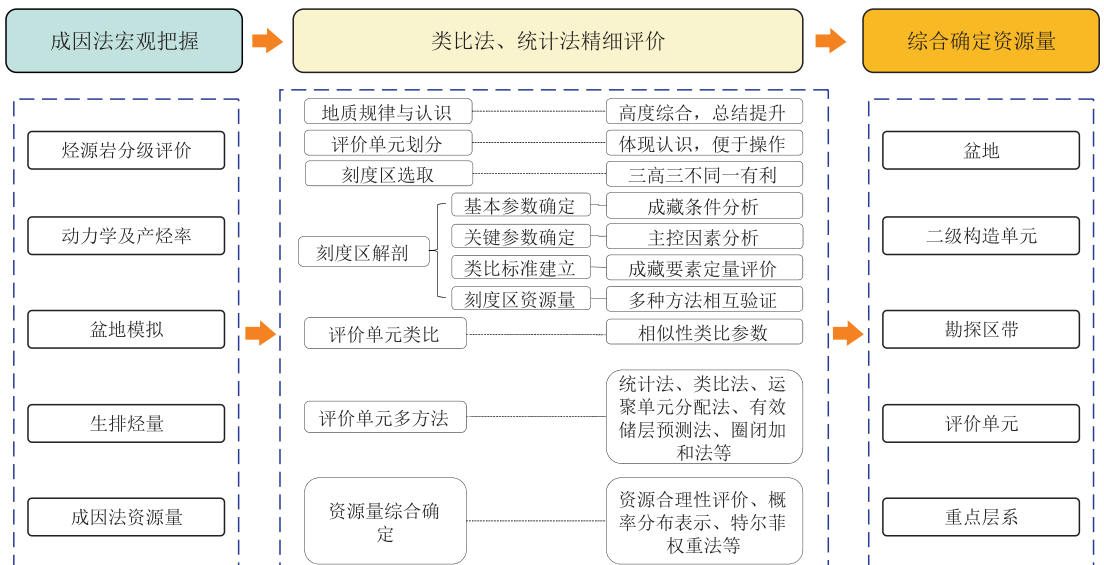 成因法宏观把握
类比法、统计法精细评价
综合确定资源量
烃源岩分级评价
动力学及产烃率
盆地模拟
生排烃量
成因法资源量
地质规律与认识
高度综合，总结提升
评价单元划分
体现认识，便于操作
刻度区选取
三高三不同一有利
刻度区解剖
基本参数确定
成藏条件分析
关键参数确定
主控因素分析
类比标准建立
成藏要素定量评价
刻度区资源量
多种方法相互验证
评价单元类比
相似性类比参数
评价单元多方法
统计法、类比法、运
聚单元分配法、有效
储层预测法、圈闭加
和法等
资源量综合确
定
资源合理性评价、概
率分布表示、特尔菲
权重法等
盆地
二级构造单元
勘探区带
评价单元
重点层系